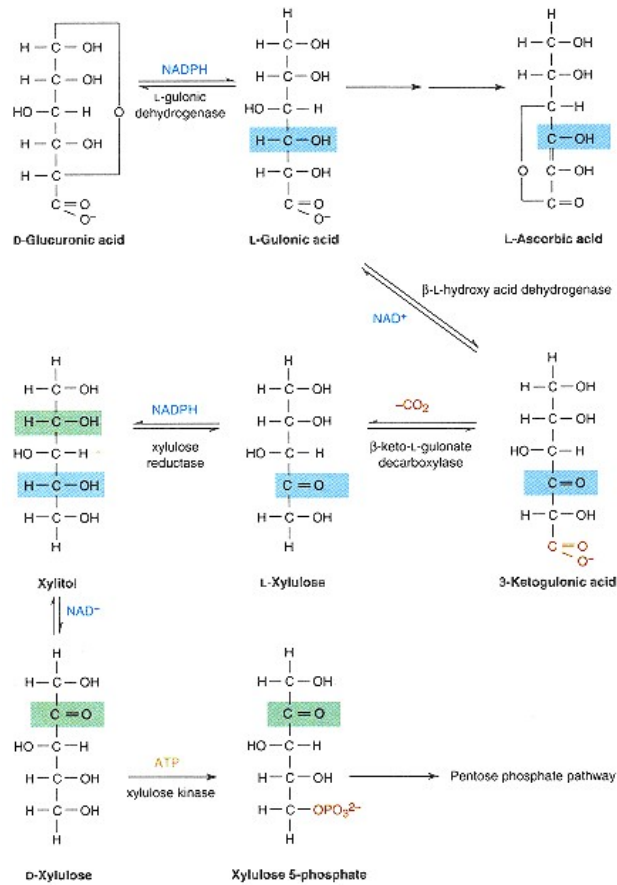 H
H—C—OH
H—C—OH
HO—C—H
H—C—OH
H—C
O
C=O
O⁻
D-Glucuronic acid
NADPH
L-gulonic
dehydrogenase
H
H—C—OH
H—C—OH
HO—C—H
H—C—OH
H—C—OH
C=O
O⁻
L-Gulonic acid
H
H—C—OH
H—C—OH
C—H
C—OH
C—OH
O
C=O
L-Ascorbic acid
β-L-hydroxy acid dehydrogenase
NAD⁺
H
H—C—OH
H—C—OH
HO—C—H
H—C—OH
H—C—OH
H
Xylitol
NADPH
xylulose
reductase
H
H—C—OH
H—C—OH
HO—C—H
C=O
H—C—OH
H
L-Xylulose
–CO₂
β-keto-L-gulonate
decarboxylase
H
H—C—OH
H—C—OH
HO—C—H
C=O
H—C—OH
C=O
O⁻
3-Ketogulonic acid
NAD⁻
H
H—C—OH
C=O
HO—C—H
H—C—OH
H—C—OH
H
D-Xylulose
ATP
xylulose kinase
H
H—C—OH
C=O
HO—C—H
H—C—OH
H—C—OPO₃²⁻
H
Xylulose 5-phosphate
Pentose phosphate pathway